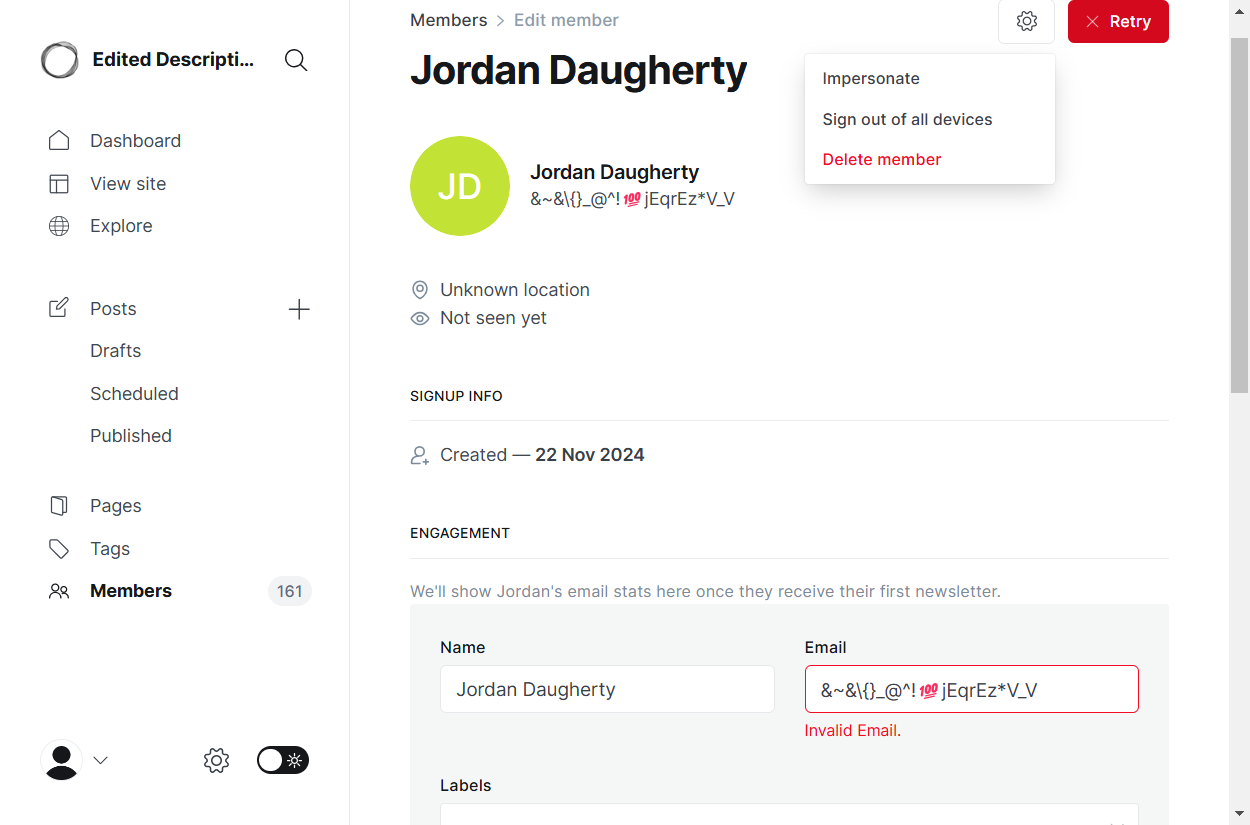 Edited Descripti...
Dashboard
View site
Explore
Posts
Drafts
Scheduled
Published
Pages
Tags
Members 161
Members > Edit member
Retry
Jordan Daugherty
Impersonate
Sign out of all devices
Delete member
JD
Jordan Daugherty
&~&\{}_@^!💯jEqrEz*V_V
Unknown location
Not seen yet
SIGNUP INFO
Created — 22 Nov 2024
ENGAGEMENT
We'll show Jordan's email stats here once they receive their first newsletter.
Name
Jordan Daugherty
Email
&~&\{}_@^!💯jEqrEz*V_V
Invalid Email.
Labels